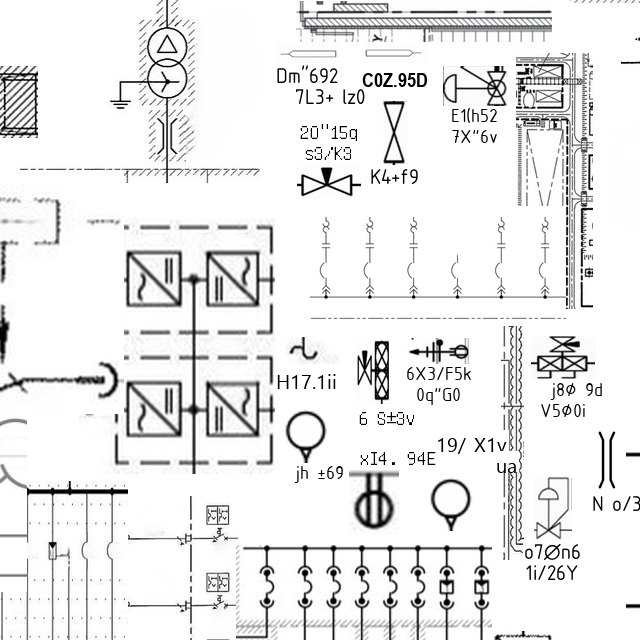 Dm"692
7L3+ lz0
C0Z.95D
E1(h52
7X"6v
20"15q
s3/K3
K4+f9
H17.1ii
6X3/F5k
0q"G0
j8Ø 9d
V5Ø0i
6 S±3v
19/ X1v
ua
xI4. 94E
jh ±69
N o/3
o7Øn6
1i/26Y